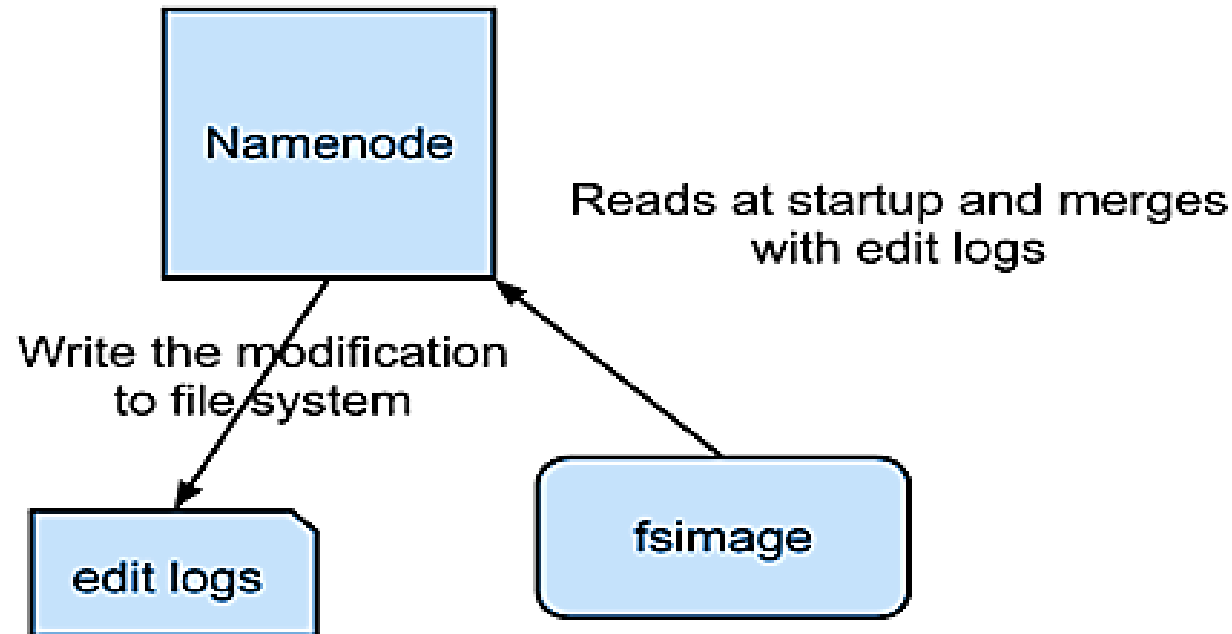 Namenode
Reads at startup and merges
with edit logs
Write the modification
to file system
fsimage
edit logs